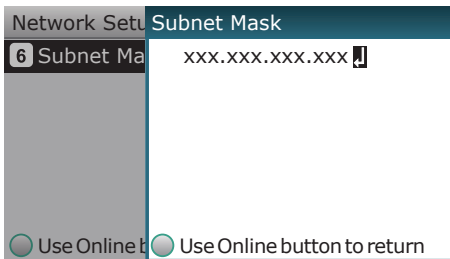 Network Setu
6 Subnet Ma
Use Online b
Subnet Mask
xxx.xxx.xxx.xxx
Use Online button to return